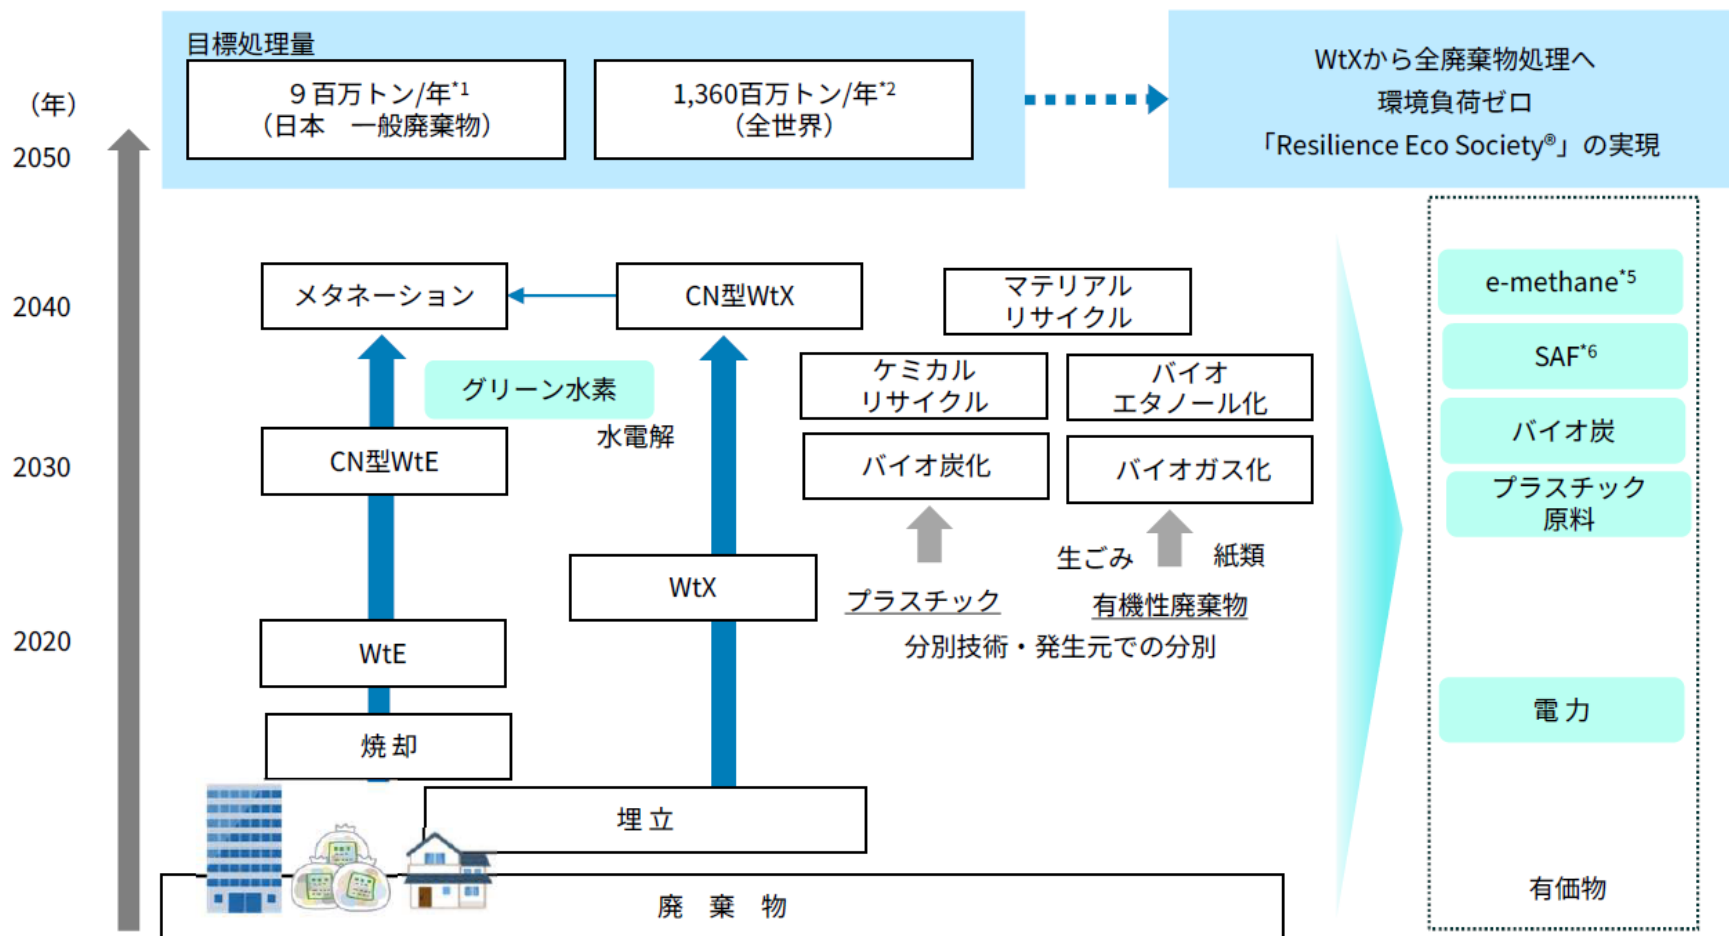 目標処理量
９百万トン/年*1
（日本　一般廃棄物）
1,360百万トン/年*2
（全世界）
WtXから全廃棄物処理へ
環境負荷ゼロ
「Resilience Eco Society®」の実現
（年）
2050
2040
2030
2020
メタネーション
CN型WtX
マテリアル
リサイクル
グリーン水素
水電解
ケミカル
リサイクル
バイオ
エタノール化
CN型WtE
バイオ炭化
バイオガス化
WtX
生ごみ
紙類
プラスチック
有機性廃棄物
分別技術・発生元での分別
WtE
焼 却
埋 立
廃　棄　物
e-methane*5
SAF*6
バイオ炭
プラスチック
原料
電 力
有価物